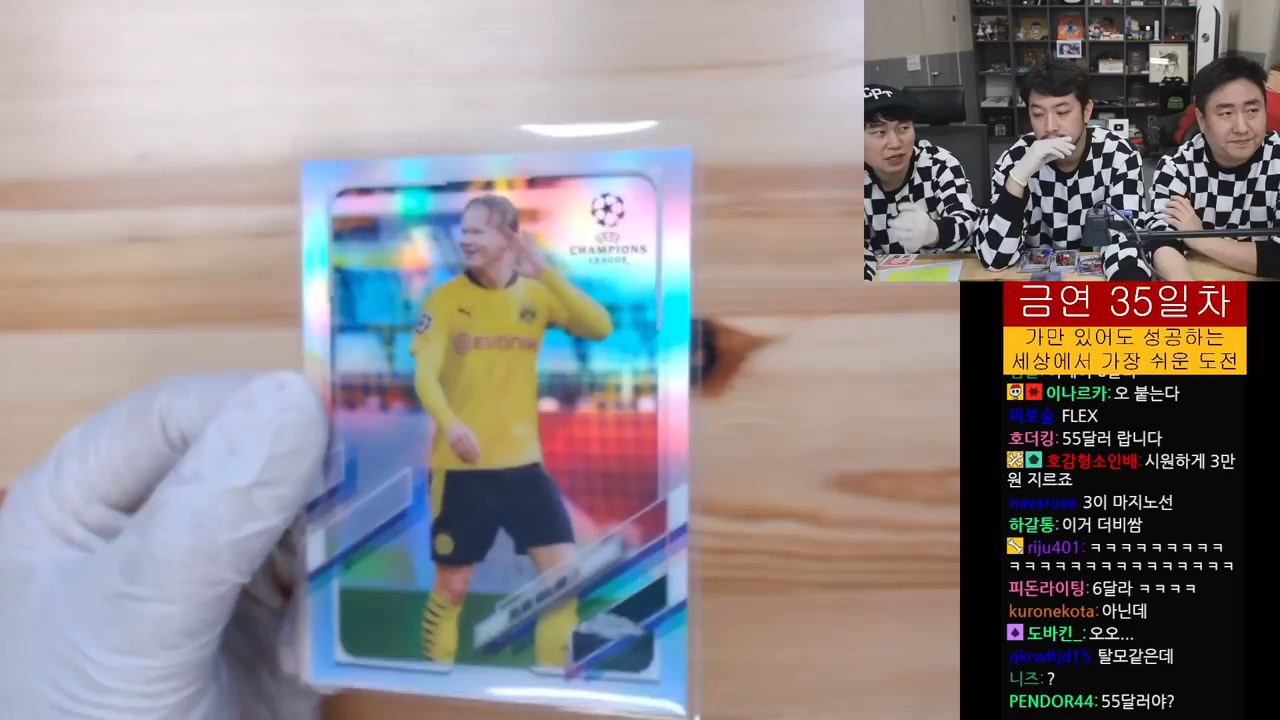 CHAMPIONS
LEAGUE
EVONIK
금연 35일차
가만 있어도 성공하는
세상에서 가장 쉬운 도전
이나르카: 오 붙는다
미로숲 FLEX
호더킹: 55달러 랍니다
호감형소인배: 시원하게 3만
원 지르죠
navaruse 3이 마지노선
하갈통: 이거 더비쌈
riju401: ㅋㅋㅋㅋㅋㅋㅋㅋㅋ
ㅋㅋㅋㅋㅋㅋㅋㅋㅋㅋㅋㅋㅋㅋㅋ
피돈라이팅: 6달라 ㅋㅋㅋㅋ
kuronekota: 아닌데
도바킨_: 오오...
qkrwltjd15 탈모같은데
니즈: ?
PENDOR44: 55달러야?